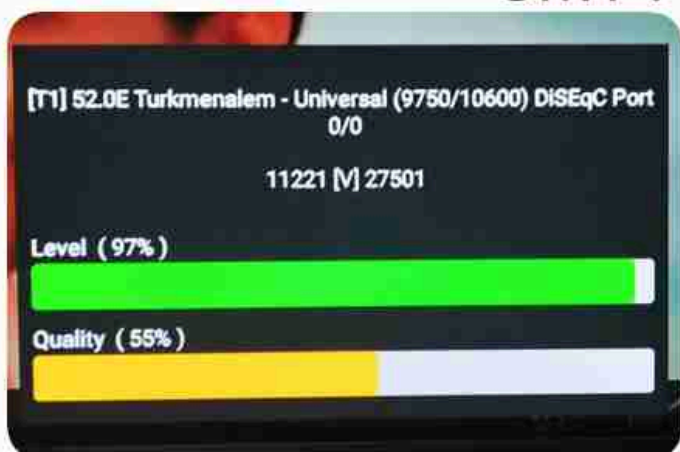 [T1] 52.0E Turkmenalem - Universal (9750/10600) DiSEqC Port
0/0
11221 [V] 27501
Level ( 97% )
Quality ( 55% )